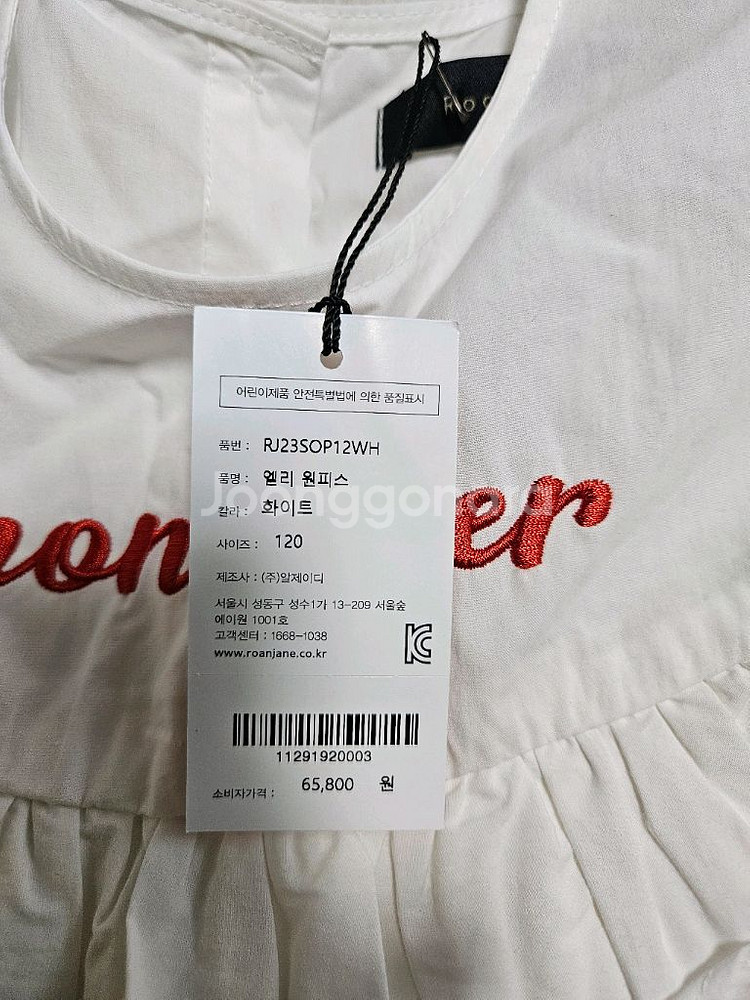 어린이제품 안전특별법에 의한 품질표시
품번 : RJ23SOP12WH
품명 : 엘리 원피스
칼라 : 화이트
사이즈 : 120
제조사 : (주)알제이디
서울시 성동구 성수1가 13-209 서울숲
에이원 1001호
고객센터 : 1668-1038
www.roanjane.co.kr
11291920003
소비자가격 : 65,800 원
Joonggonara